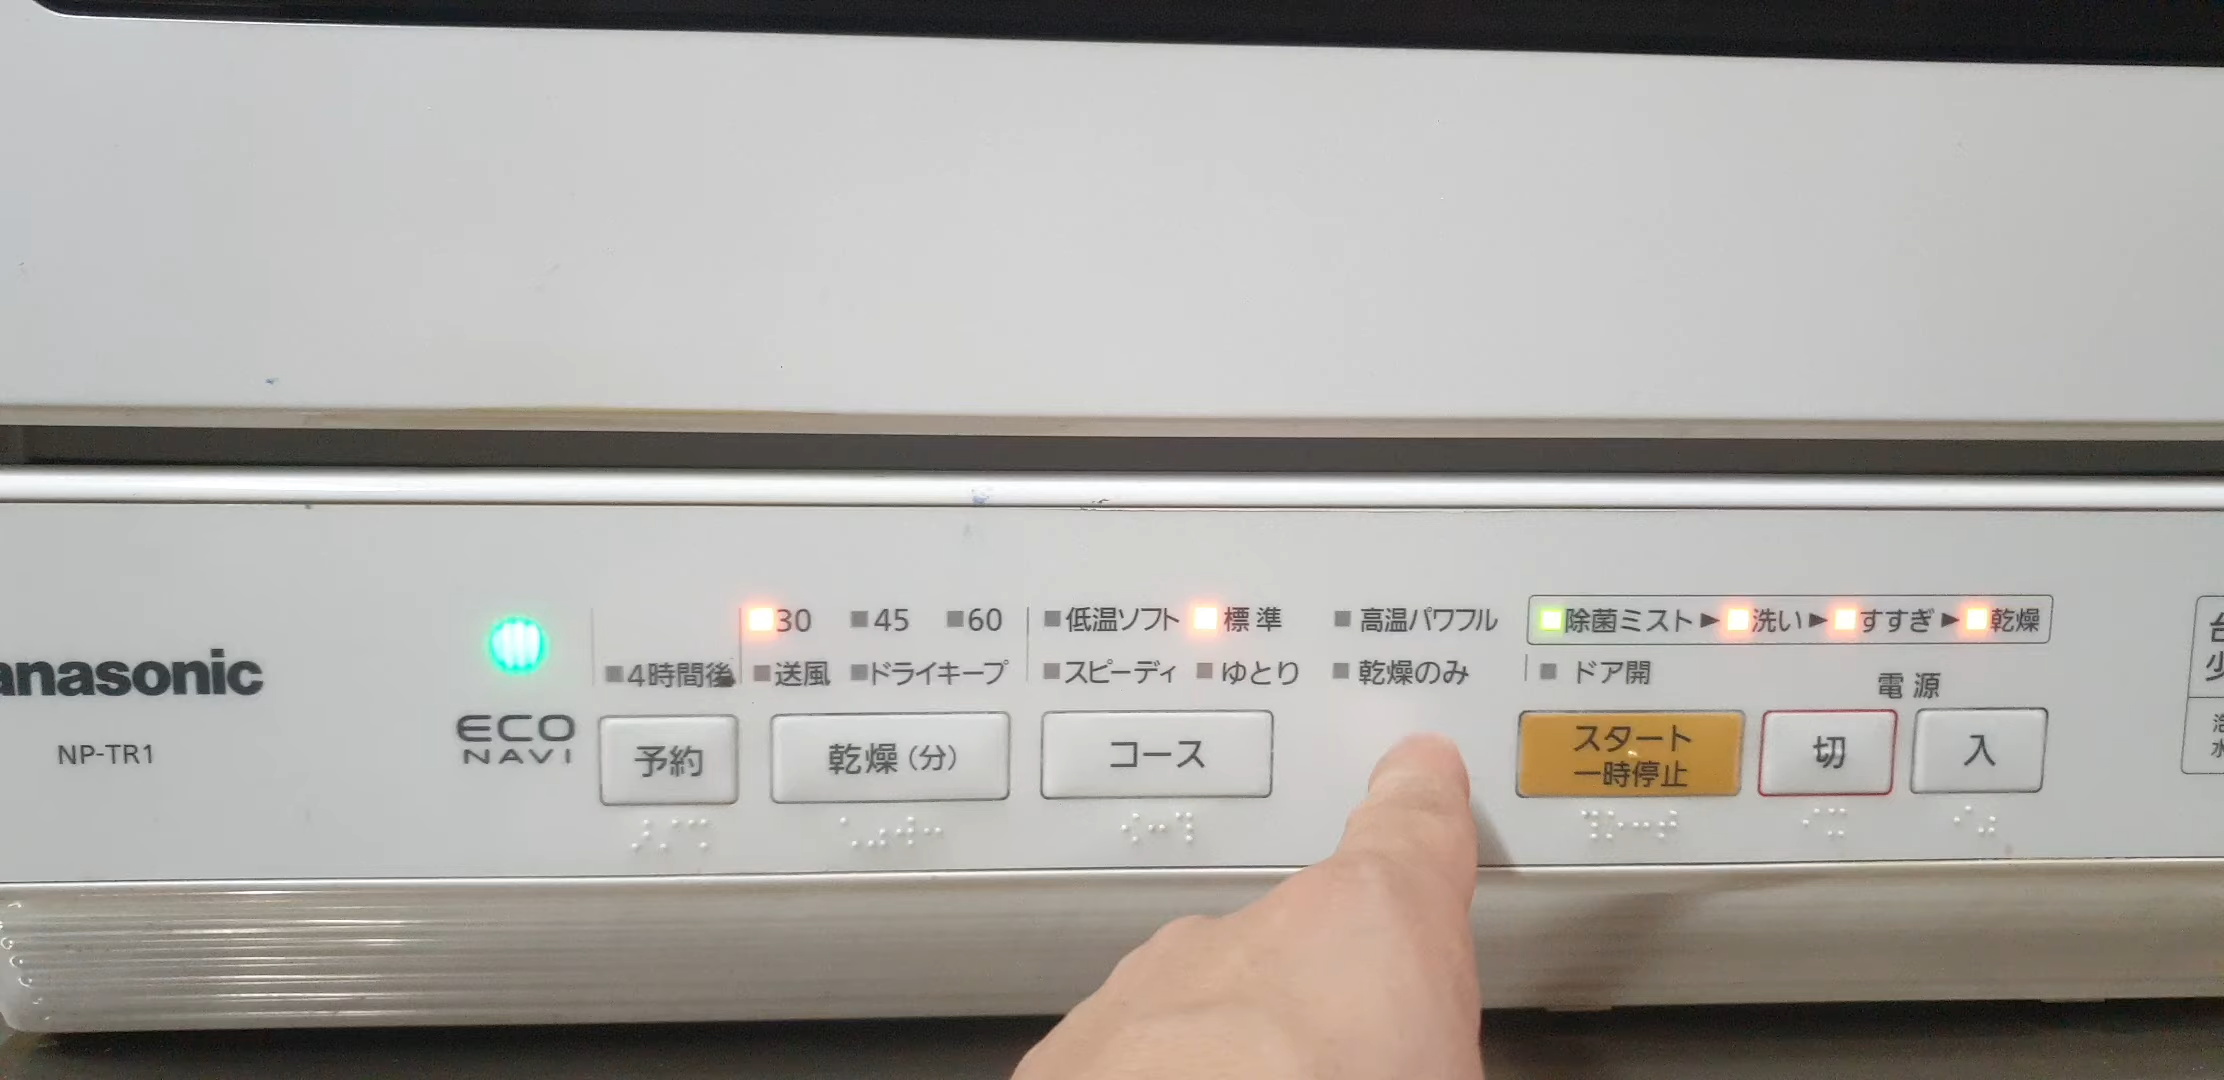 anasonic
NP-TR1
ECO
NAVI
4時間後
30 45 60
送風 ドライキープ
低温ソフト 標準 高温パワフル
スピーディ ゆとり 乾燥のみ
除菌ミスト▶洗い▶すすぎ▶乾燥
ドア開
電源
予約
乾燥(分)
コース
スタート
一時停止
切
入
少
水